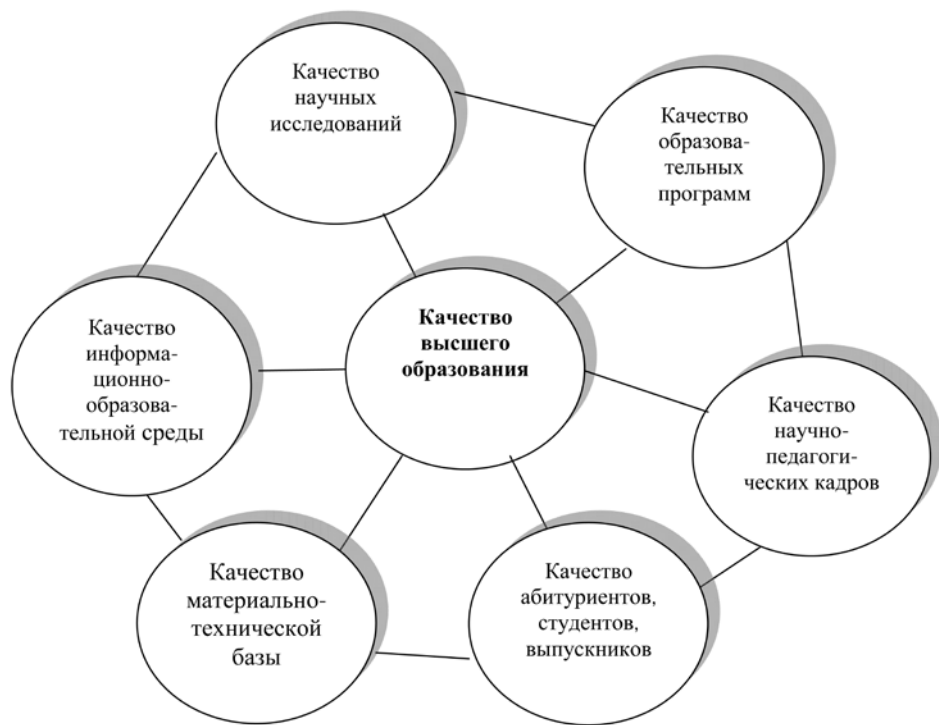 Качество
научных
исследований
Качество
образова-
тельных
программ
Качество
высшего
образования
Качество
информа-
ционно-
образова-
тельной среды
Качество
научно-
педагоги-
ческих кадров
Качество
материально-
технической
базы
Качество
абитуриентов,
студентов,
выпускников